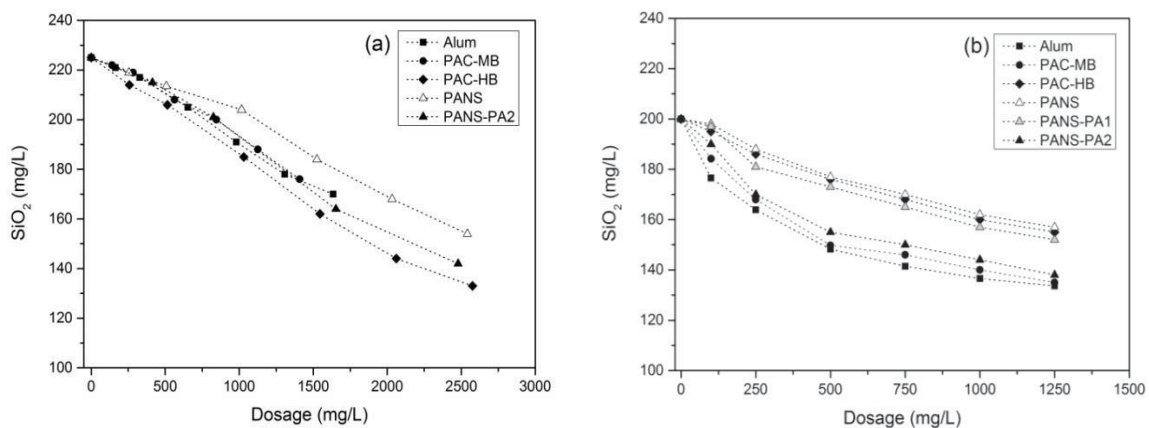 (a)
Alum
PAC-MB
PAC-HB
PANS
PANS-PA2
240
220
200
180
160
140
120
100
SiO₂ (mg/L)
0 500 1000 1500 2000 2500 3000
Dosage (mg/L)
(b)
Alum
PAC-MB
PAC-HB
PANS
PANS-PA1
PANS-PA2
240
220
200
180
160
140
120
100
SiO₂ (mg/L)
0 250 500 750 1000 1250 1500
Dosage (mg/L)